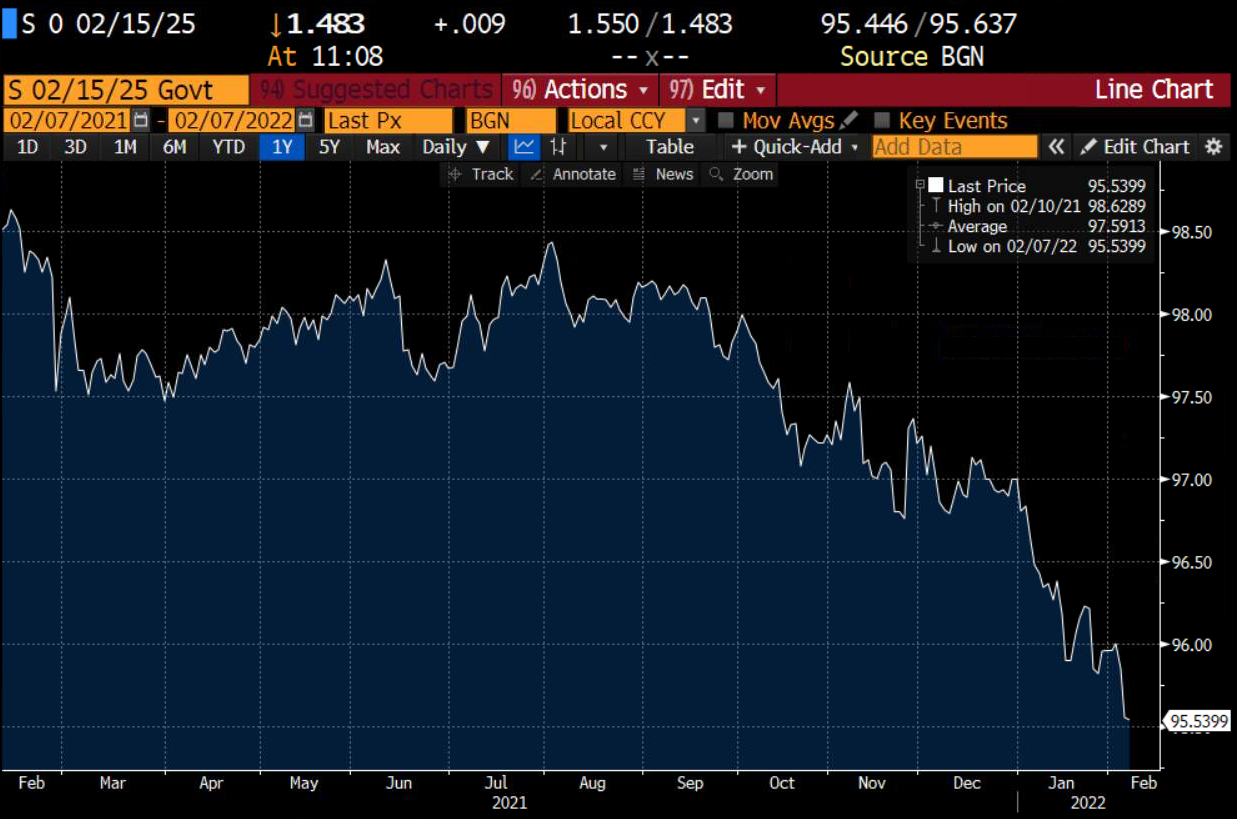 S 0 02/15/25 ↓1.483 +.009 1.550 /1.483 95.446 /95.637
At 11:08 -- x -- Source BGN
S 02/15/25 Govt 94) Suggested Charts 96) Actions ▾ 97) Edit ▾ Line Chart
02/07/2021 - 02/07/2022 Last Px BGN Local CCY ▾ Mov Avgs Key Events
1D 3D 1M 6M YTD 1Y 5Y Max Daily ▼ ▾ Table + Quick-Add ▾ Add Data « Edit Chart
Track Annotate News Zoom
Last Price 95.5399
High on 02/10/21 98.6289
Average 97.5913
Low on 02/07/22 95.5399
98.50
98.00
97.50
97.00
96.50
96.00
95.5399
Feb Mar Apr May Jun Jul Aug Sep Oct Nov Dec Jan Feb
2021 2022